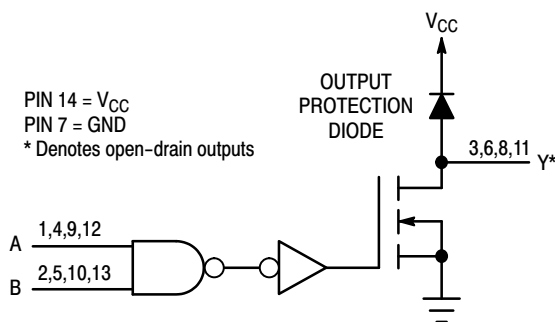 VCC
OUTPUT
PROTECTION
DIODE
PIN 14 = VCC
PIN 7 = GND
* Denotes open-drain outputs
3,6,8,11
Y*
A
1,4,9,12
B
2,5,10,13